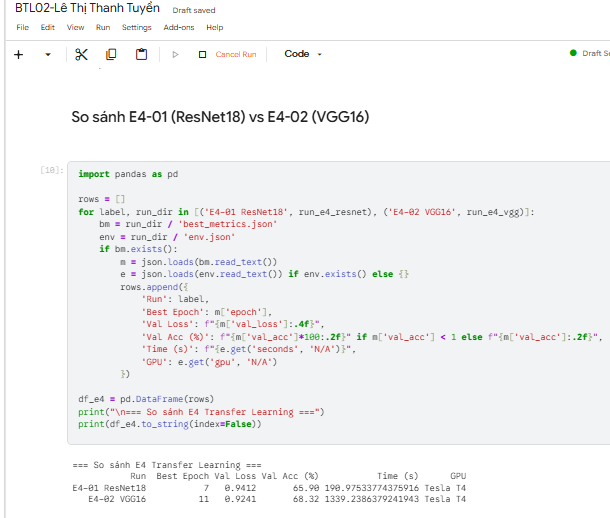 BTL02-Lê Thị Thanh Tuyền Draft saved
File Edit View Run Settings Add-ons Help
+ Cancel Run Code Draft Se
So sánh E4-01 (ResNet18) vs E4-02 (VGG16)
[10]:
import pandas as pd
rows = []
for label, run_dir in [('E4-01 ResNet18', run_e4_resnet), ('E4-02 VGG16', run_e4_vgg)]:
    bm = run_dir / 'best_metrics.json'
    env = run_dir / 'env.json'
    if bm.exists():
        m = json.loads(bm.read_text())
        e = json.loads(env.read_text()) if env.exists() else {}
        rows.append({
            'Run': label,
            'Best Epoch': m['epoch'],
            'Val Loss': f"{m['val_loss']:.4f}",
            'Val Acc (%)': f"{m['val_acc']*100:.2f}" if m['val_acc'] < 1 else f"{m['val_acc']:.2f}",
            'Time (s)': f"{e.get('seconds', 'N/A')}",
            'GPU': e.get('gpu', 'N/A')
        })
df_e4 = pd.DataFrame(rows)
print("\n=== So sánh E4 Transfer Learning ===")
print(df_e4.to_string(index=False))
=== So sánh E4 Transfer Learning ===
Run Best Epoch Val Loss Val Acc (%) Time (s) GPU
E4-01 ResNet18 7 0.9412 65.90 190.97533774375916 Tesla T4
E4-02 VGG16 11 0.9241 68.32 1339.2386379241943 Tesla T4